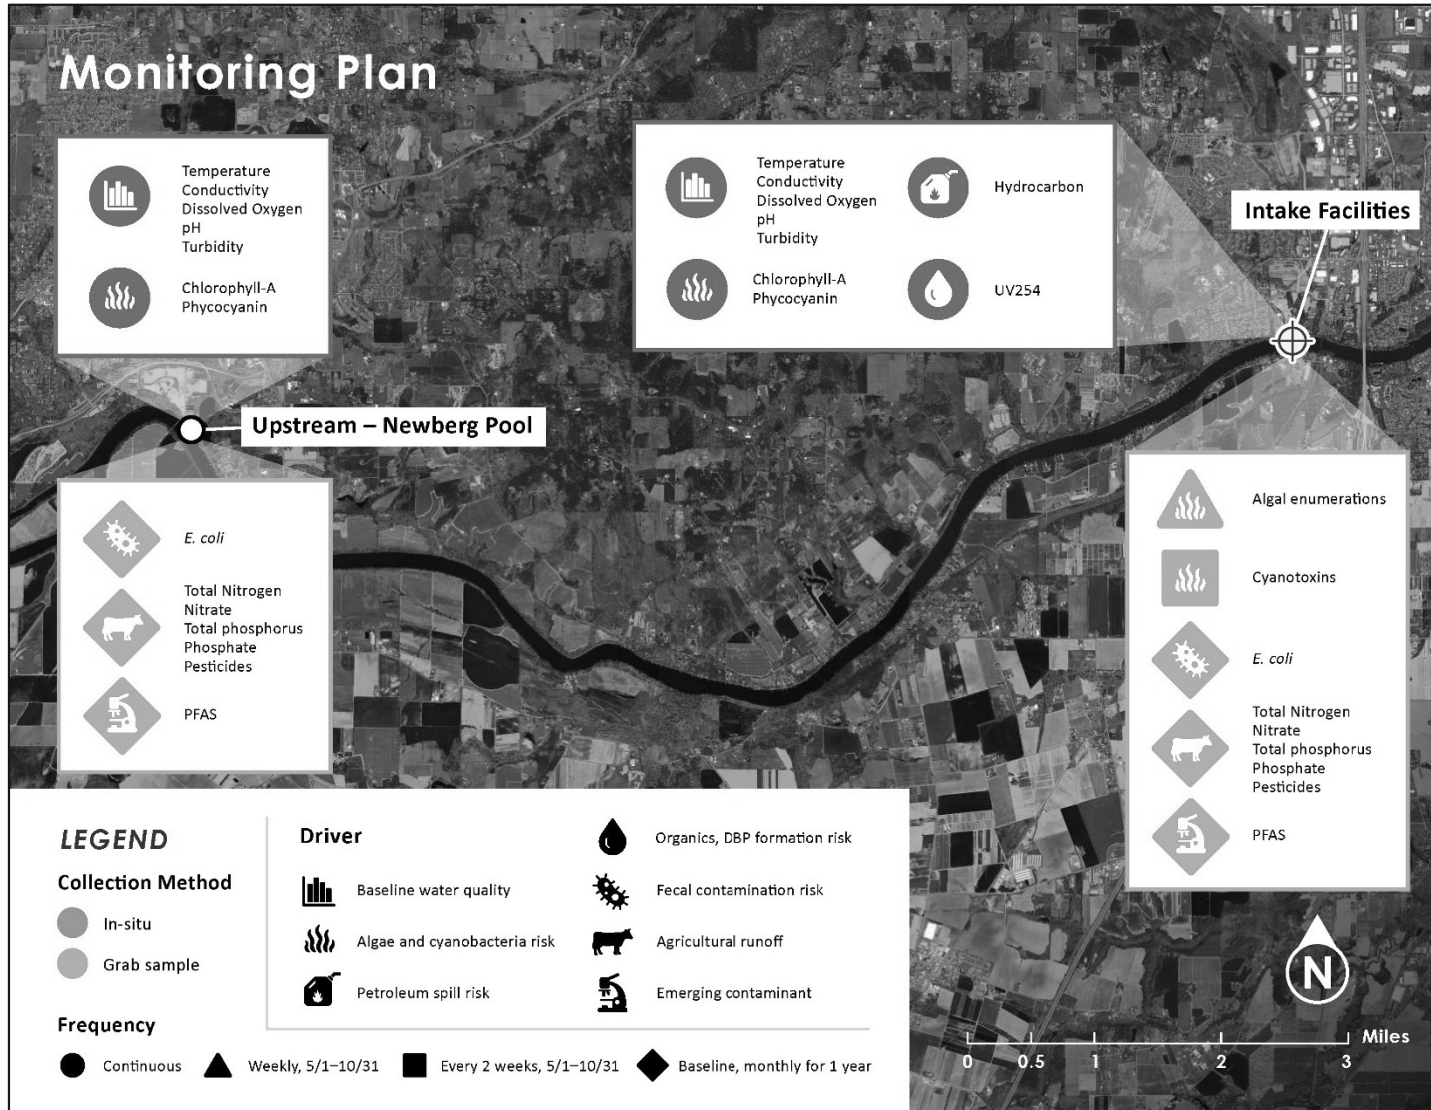 Monitoring Plan
Temperature
Conductivity
Dissolved Oxygen
pH
Turbidity
Chlorophyll-A
Phycocyanin
Temperature
Conductivity
Dissolved Oxygen
pH
Turbidity
Hydrocarbon
Chlorophyll-A
Phycocyanin
UV254
Intake Facilities
Upstream – Newberg Pool
E. coli
Total Nitrogen
Nitrate
Total phosphorus
Phosphate
Pesticides
PFAS
Algal enumerations
Cyanotoxins
E. coli
Total Nitrogen
Nitrate
Total phosphorus
Phosphate
Pesticides
PFAS
LEGEND
Collection Method
In-situ
Grab sample
Driver
Baseline water quality
Algae and cyanobacteria risk
Petroleum spill risk
Organics, DBP formation risk
Fecal contamination risk
Agricultural runoff
Emerging contaminant
Frequency
Continuous
Weekly, 5/1–10/31
Every 2 weeks, 5/1–10/31
Baseline, monthly for 1 year
N
Miles
0 0.5 1 2 3